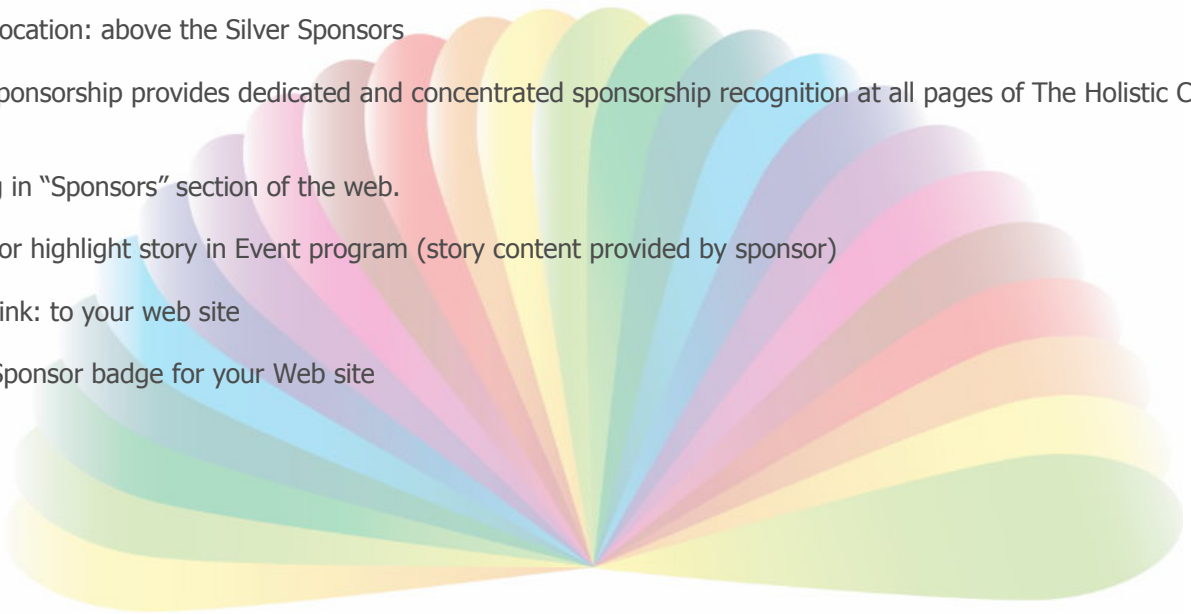 ocation: above the Silver Sponsors
ponsorship provides dedicated and concentrated sponsorship recognition at all pages of The Holistic C
in “Sponsors” section of the web.
or highlight story in Event program (story content provided by sponsor)
ink: to your web site
Sponsor badge for your Web site